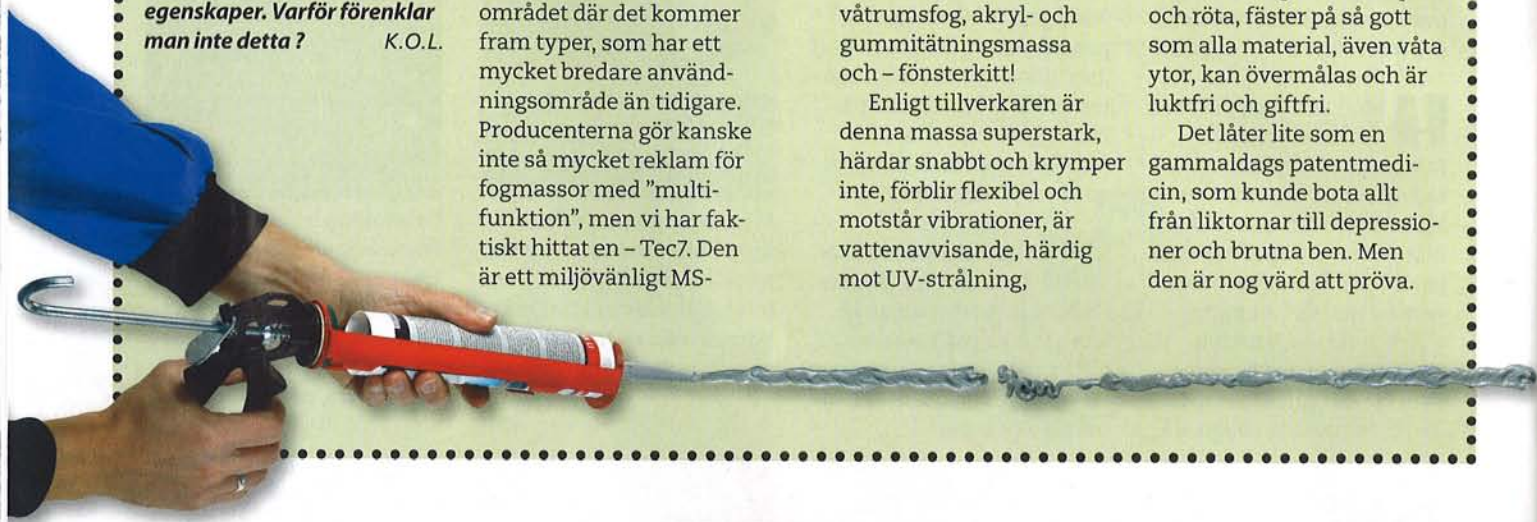 egenskaper. Varför förenklar
man inte detta ? K.O.L.
området där det kommer
fram typer, som har ett
mycket bredare använd-
ningsområde än tidigare.
Producenterna gör kanske
inte så mycket reklam för
fogmassor med ”multi-
funktion”, men vi har fak-
tiskt hittat en – Tec7. Den
är ett miljövänligt MS-
våtrumsfog, akryl- och
gummitätningsmassa
och – fönsterkitt!
Enligt tillverkaren är
denna massa superstark,
härdar snabbt och krymper
inte, förblir flexibel och
motstår vibrationer, är
vattenavvisande, härdig
mot UV-strålning,
och röta, fäster på så gott
som alla material, även våta
ytor, kan övermålas och är
luktfri och giftfri.
Det låter lite som en
gammaldags patentmedi-
cin, som kunde bota allt
från liktornar till depressio-
ner och brutna ben. Men
den är nog värd att pröva.